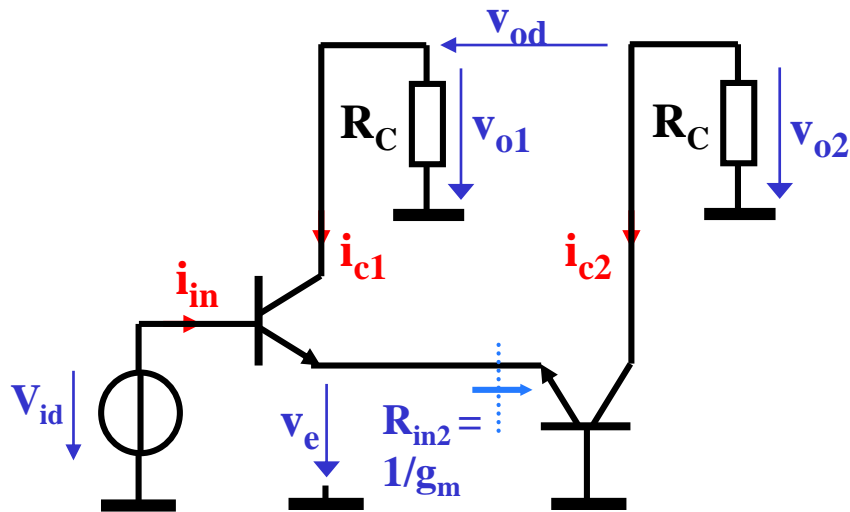 v_od
R_C
v_o1
R_C
v_o2
i_c1
i_c2
i_in
V_id
v_e
R_in2 =
1/g_m